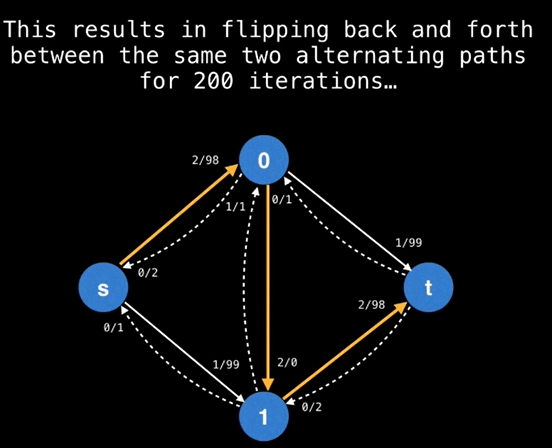 This results in flipping back and forth
between the same two alternating paths
for 200 iterations…
0
2/98
0/1
1/1
1/99
0/2
s
t
2/98
0/1
1/99
2/0
0/2
1